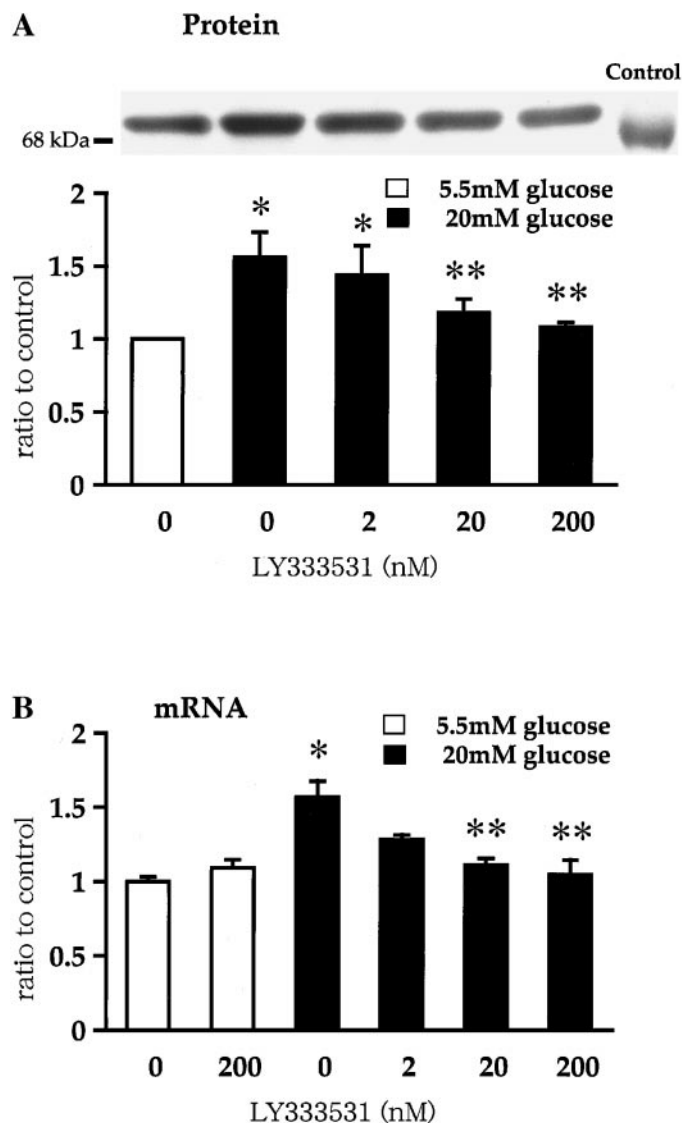 A
Protein
Control
68 kDa
2
1.5
1
0.5
0
ratio to control
5.5mM glucose
20mM glucose
*
*
**
**
0 0 2 20 200
LY333531 (nM)
B
mRNA
2
1.5
1
0.5
0
ratio to control
5.5mM glucose
20mM glucose
*
**
**
0 200 0 2 20 200
LY333531 (nM)